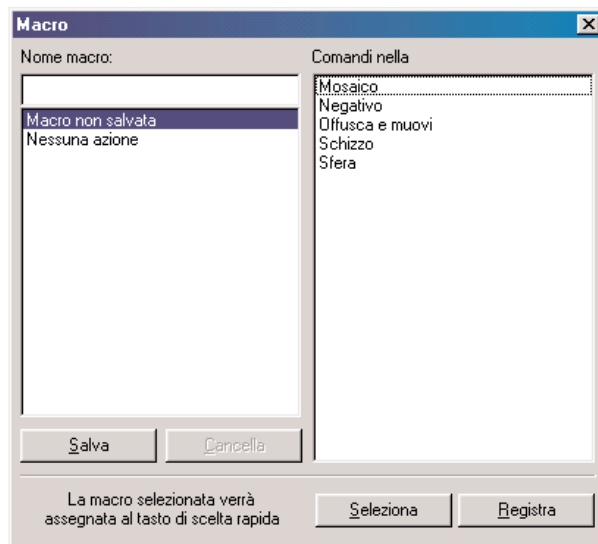 Macro
Nome macro:
Macro non salvata
Nessuna azione
Salva
Cancella
Comandi nella
Mosaico
Negativo
Offusca e muovi
Schizzo
Sfera
La macro selezionata verrà
assegnata al tasto di scelta rapida
Seleziona
Registra